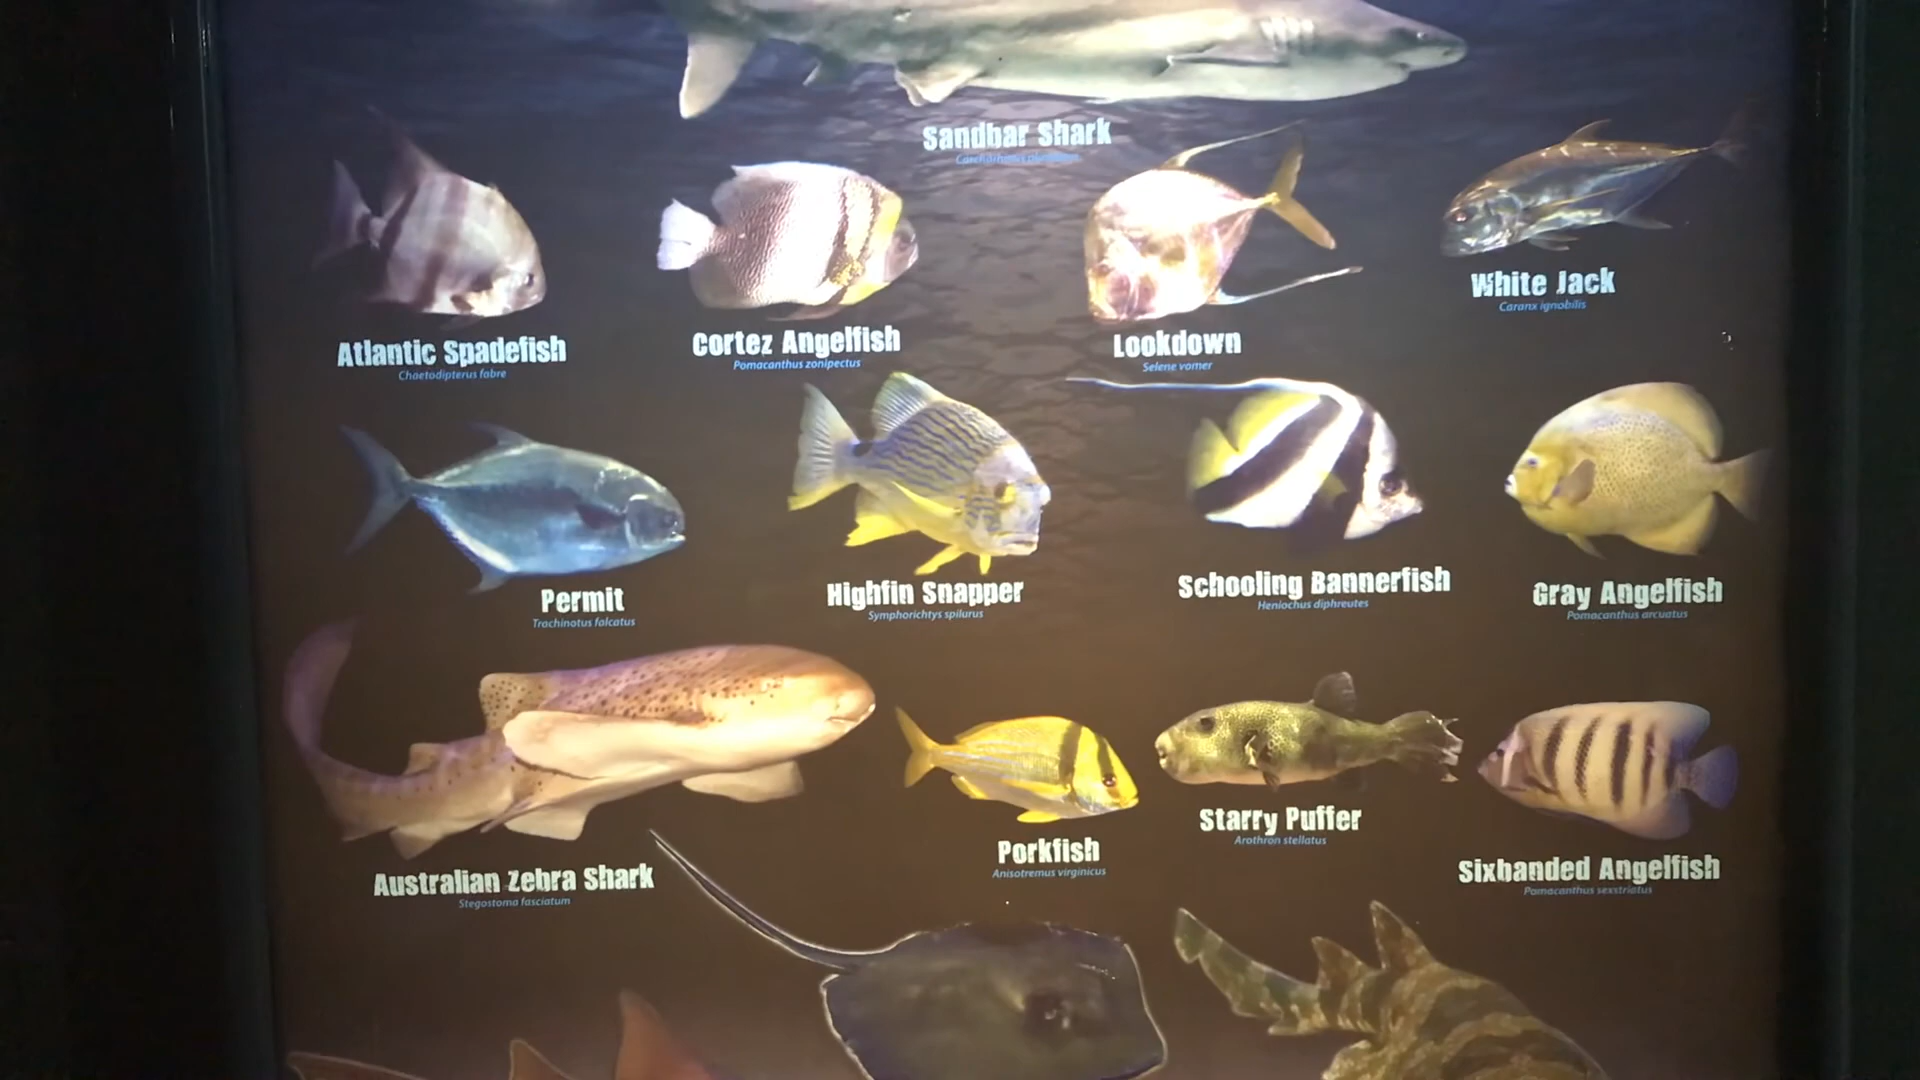 Sandbar Shark
Atlantic Spadefish
Chaetodipterus fabre
Cortez Angelfish
Pomacanthus zonipectus
Lookdown
Selene vomer
White Jack
Caranx ignobilis
Permit
Trachinotus falcatus
Highfin Snapper
Symphorichtys spilurus
Schooling Bannerfish
Heniochus diphreutes
Gray Angelfish
Pomacanthus arcuatus
Australian Zebra Shark
Stegostoma fasciatum
Porkfish
Anisotremus virginicus
Starry Puffer
Arothron stellatus
Sixbanded Angelfish
Pomacanthus sexstriatus